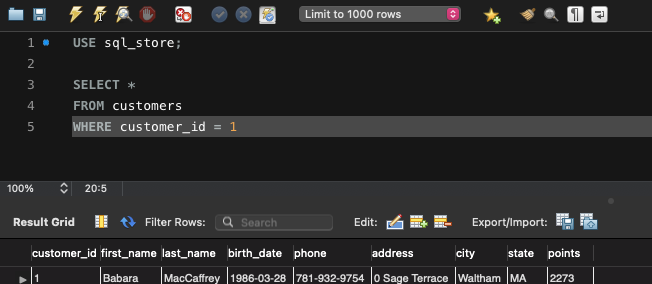 Limit to 1000 rows
1 USE sql_store;
2
3 SELECT *
4 FROM customers
5 WHERE customer_id = 1
100% 20:5
Result Grid Filter Rows: Search Edit: Export/Import:
customer_id first_name last_name birth_date phone address city state points
1 Babara MacCaffrey 1986-03-28 781-932-9754 0 Sage Terrace Waltham MA 2273